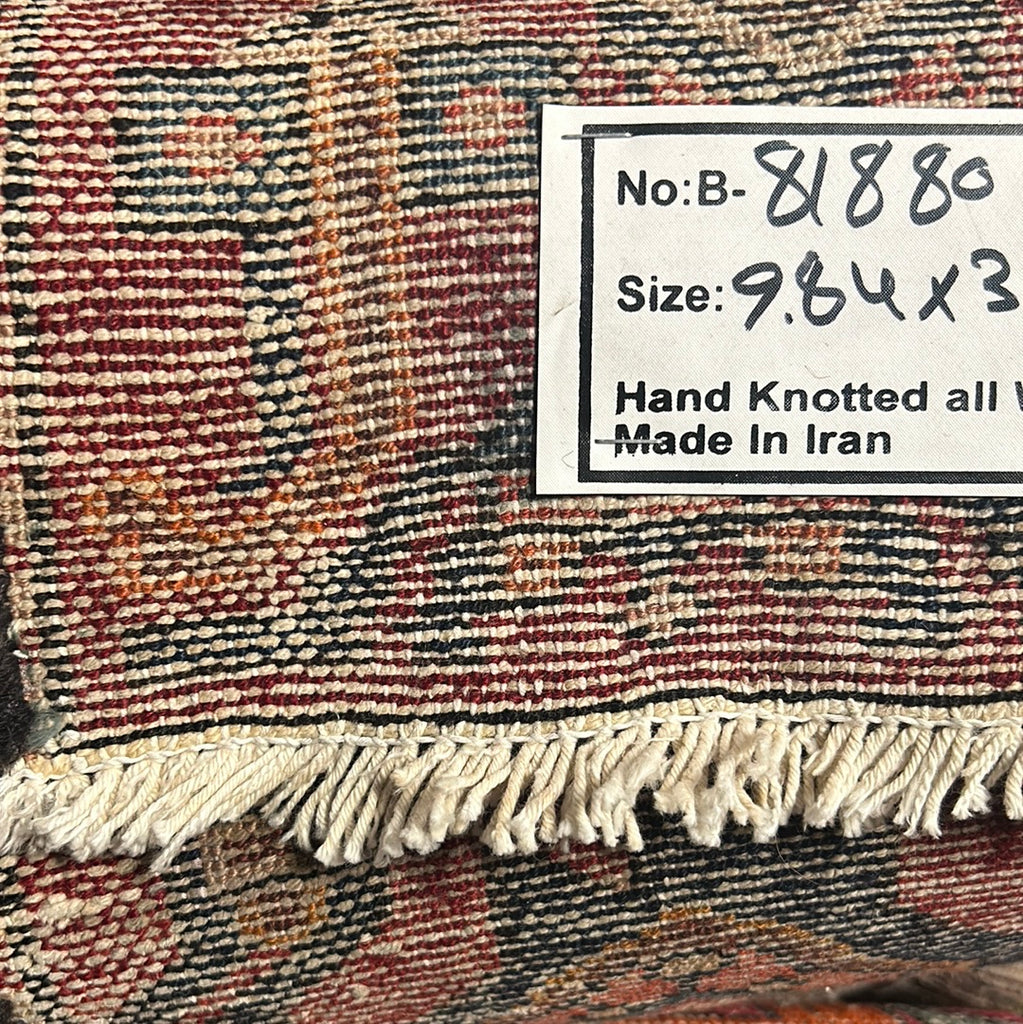 No:B-81880
Size: 9.84 x 3
Hand Knotted all
Made In Iran